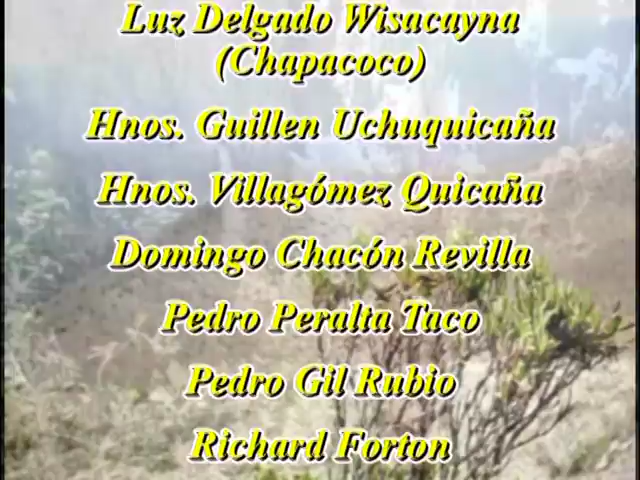 Luz Delgado Wisacayna
(Chapacoco)
Hnos. Guillen Uchuquicaña
Hnos. Villagómez Quicaña
Domingo Chacón Revilla
Pedro Peralta Taco
Pedro Gil Rubio
Richard Forton